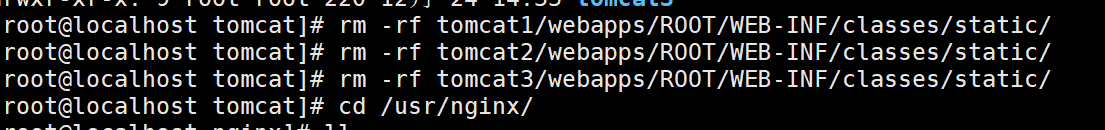 root@localhost tomcat]# rm -rf tomcat1/webapps/ROOT/WEB-INF/classes/static/
root@localhost tomcat]# rm -rf tomcat2/webapps/ROOT/WEB-INF/classes/static/
root@localhost tomcat]# rm -rf tomcat3/webapps/ROOT/WEB-INF/classes/static/
root@localhost tomcat]# cd /usr/nginx/